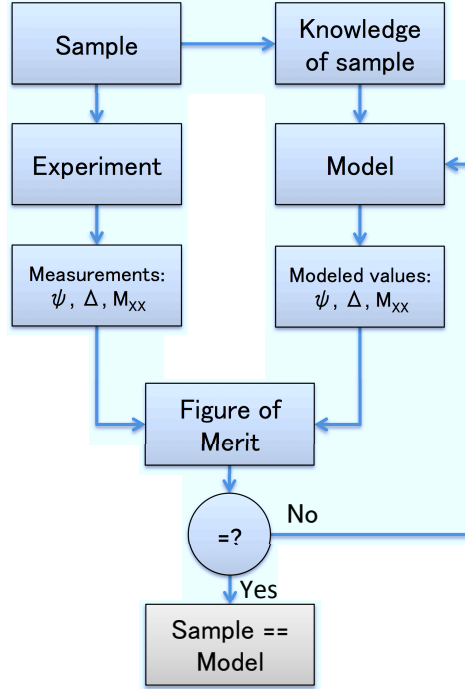 Sample
Knowledge
of sample
Experiment
Model
Measurements:
ψ, Δ, MXX
Modeled values:
ψ, Δ, MXX
Figure of
Merit
=?
No
Yes
Sample ==
Model